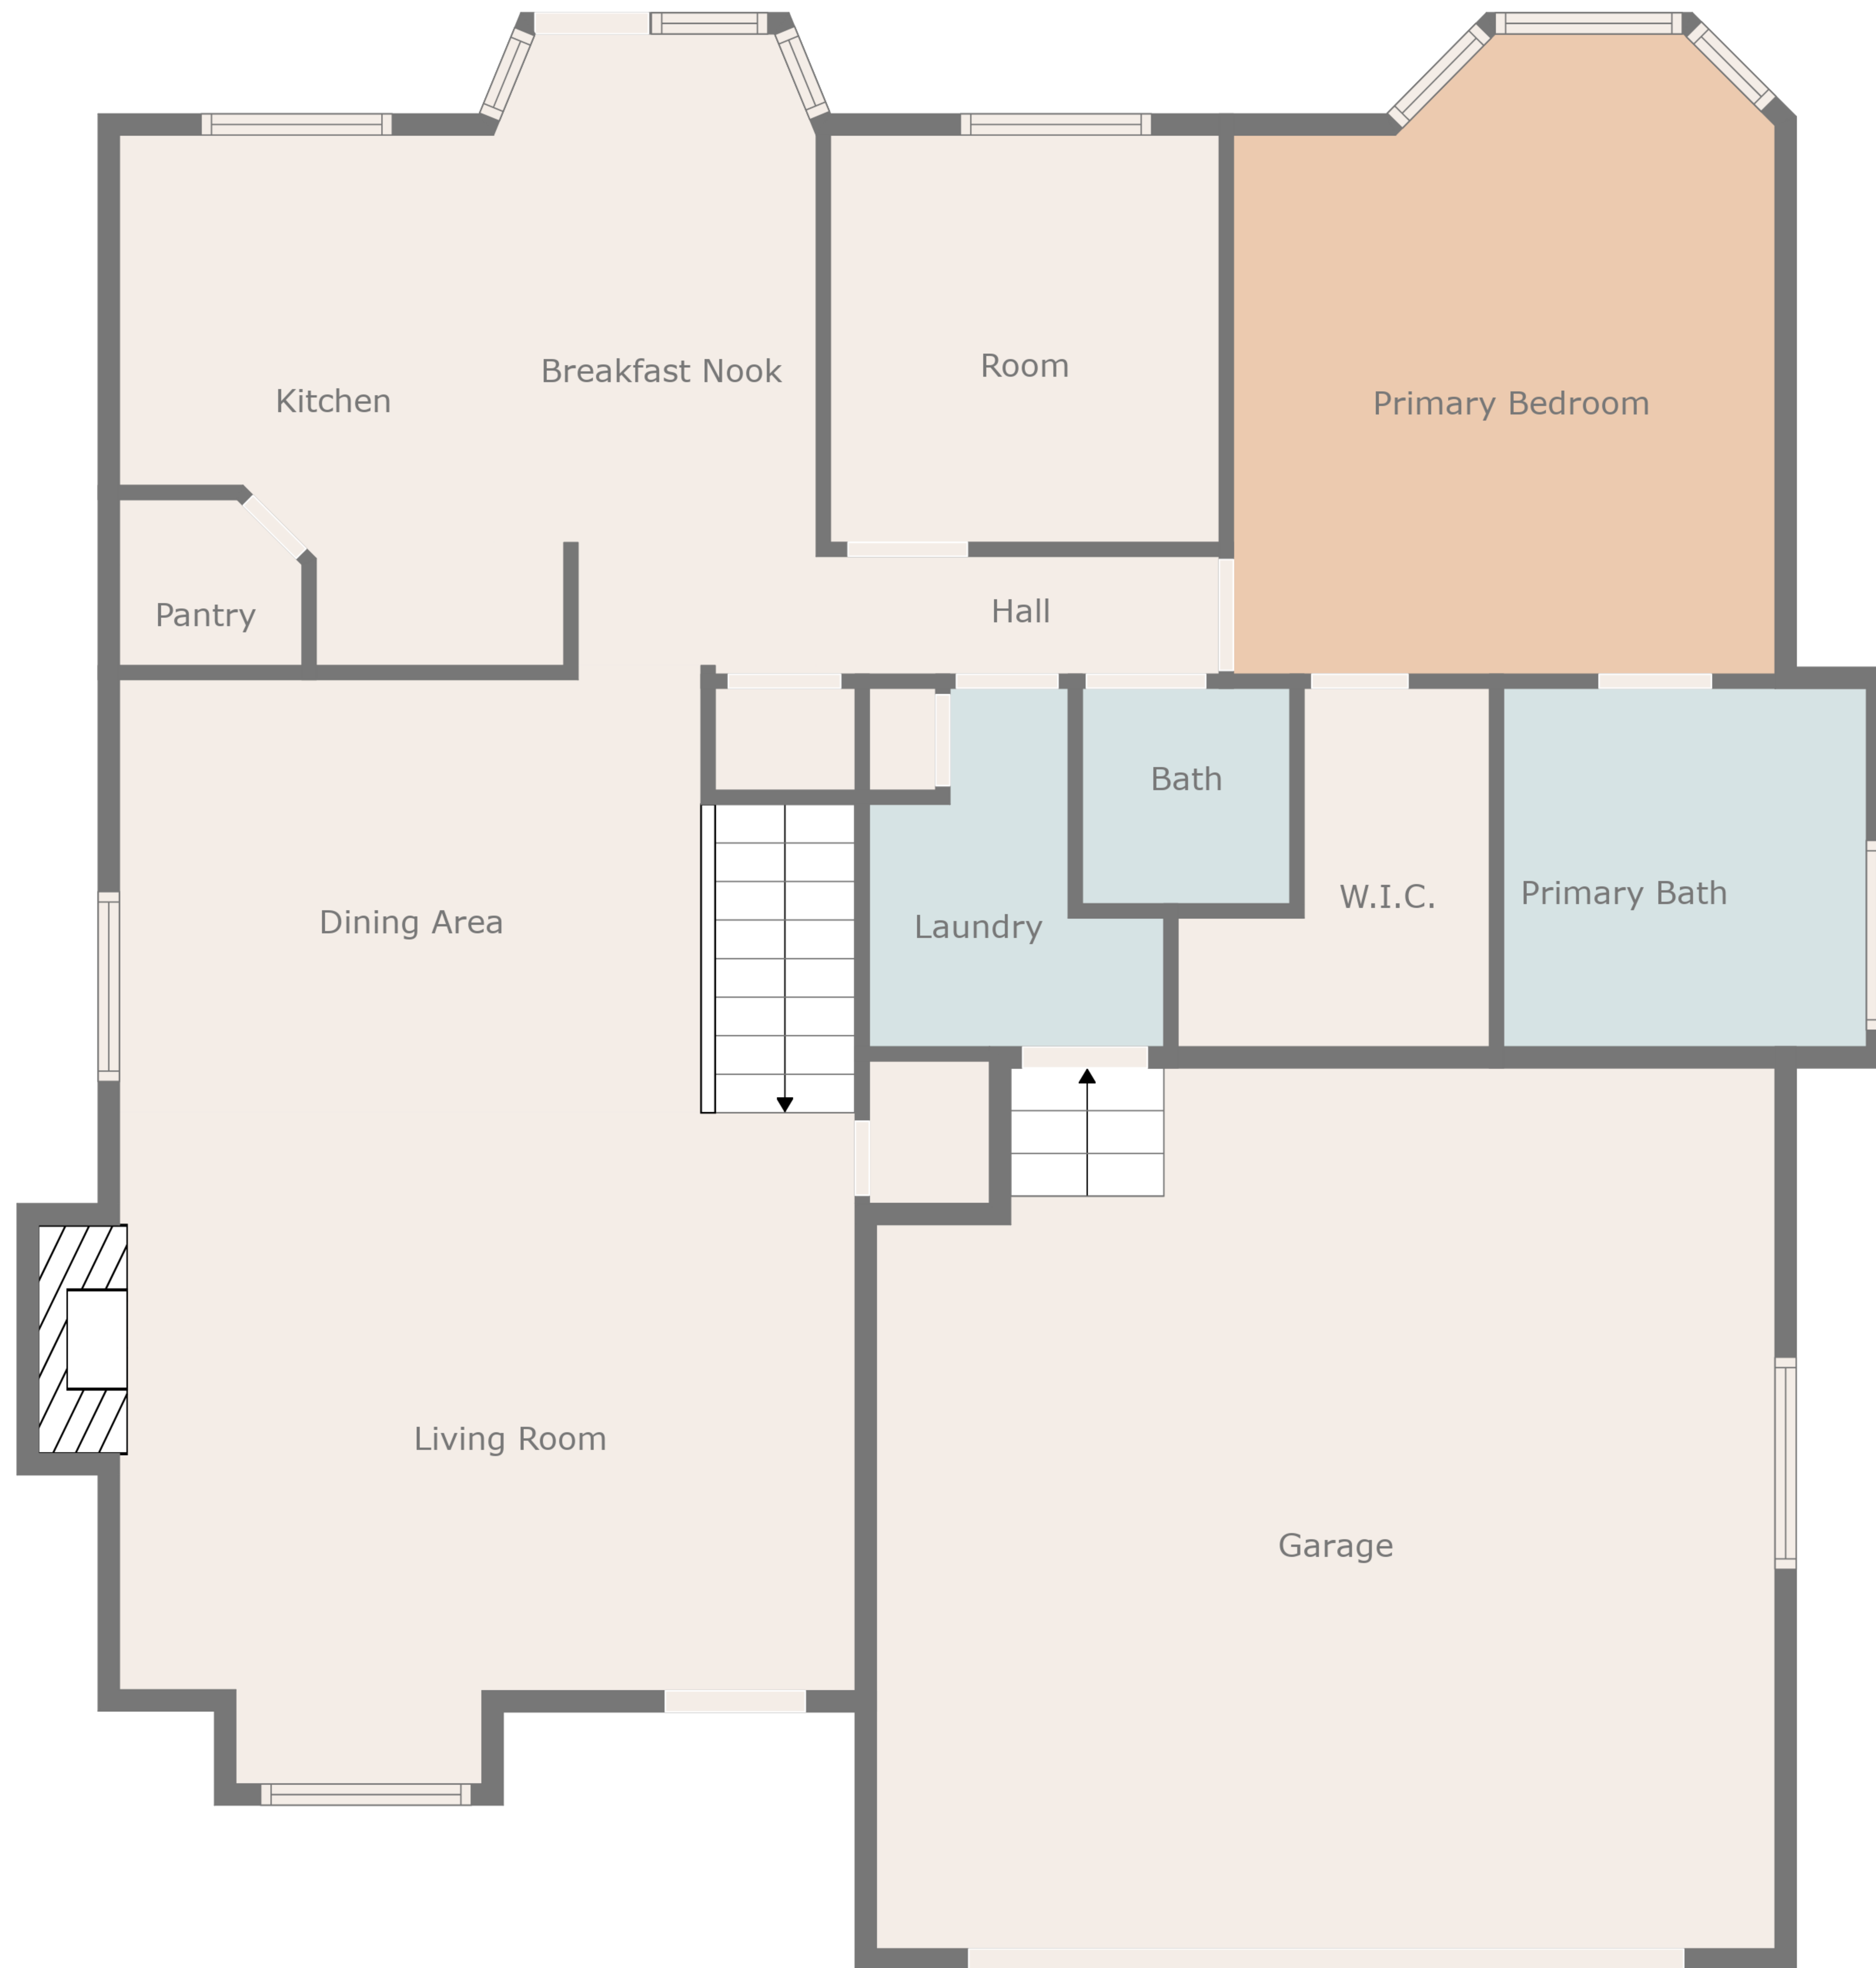 Breakfast Nook
Room
Kitchen
Primary Bedroom
Pantry
Hall
Bath
Dining Area
Laundry
W.I.C.
Primary Bath
Living Room
Garage